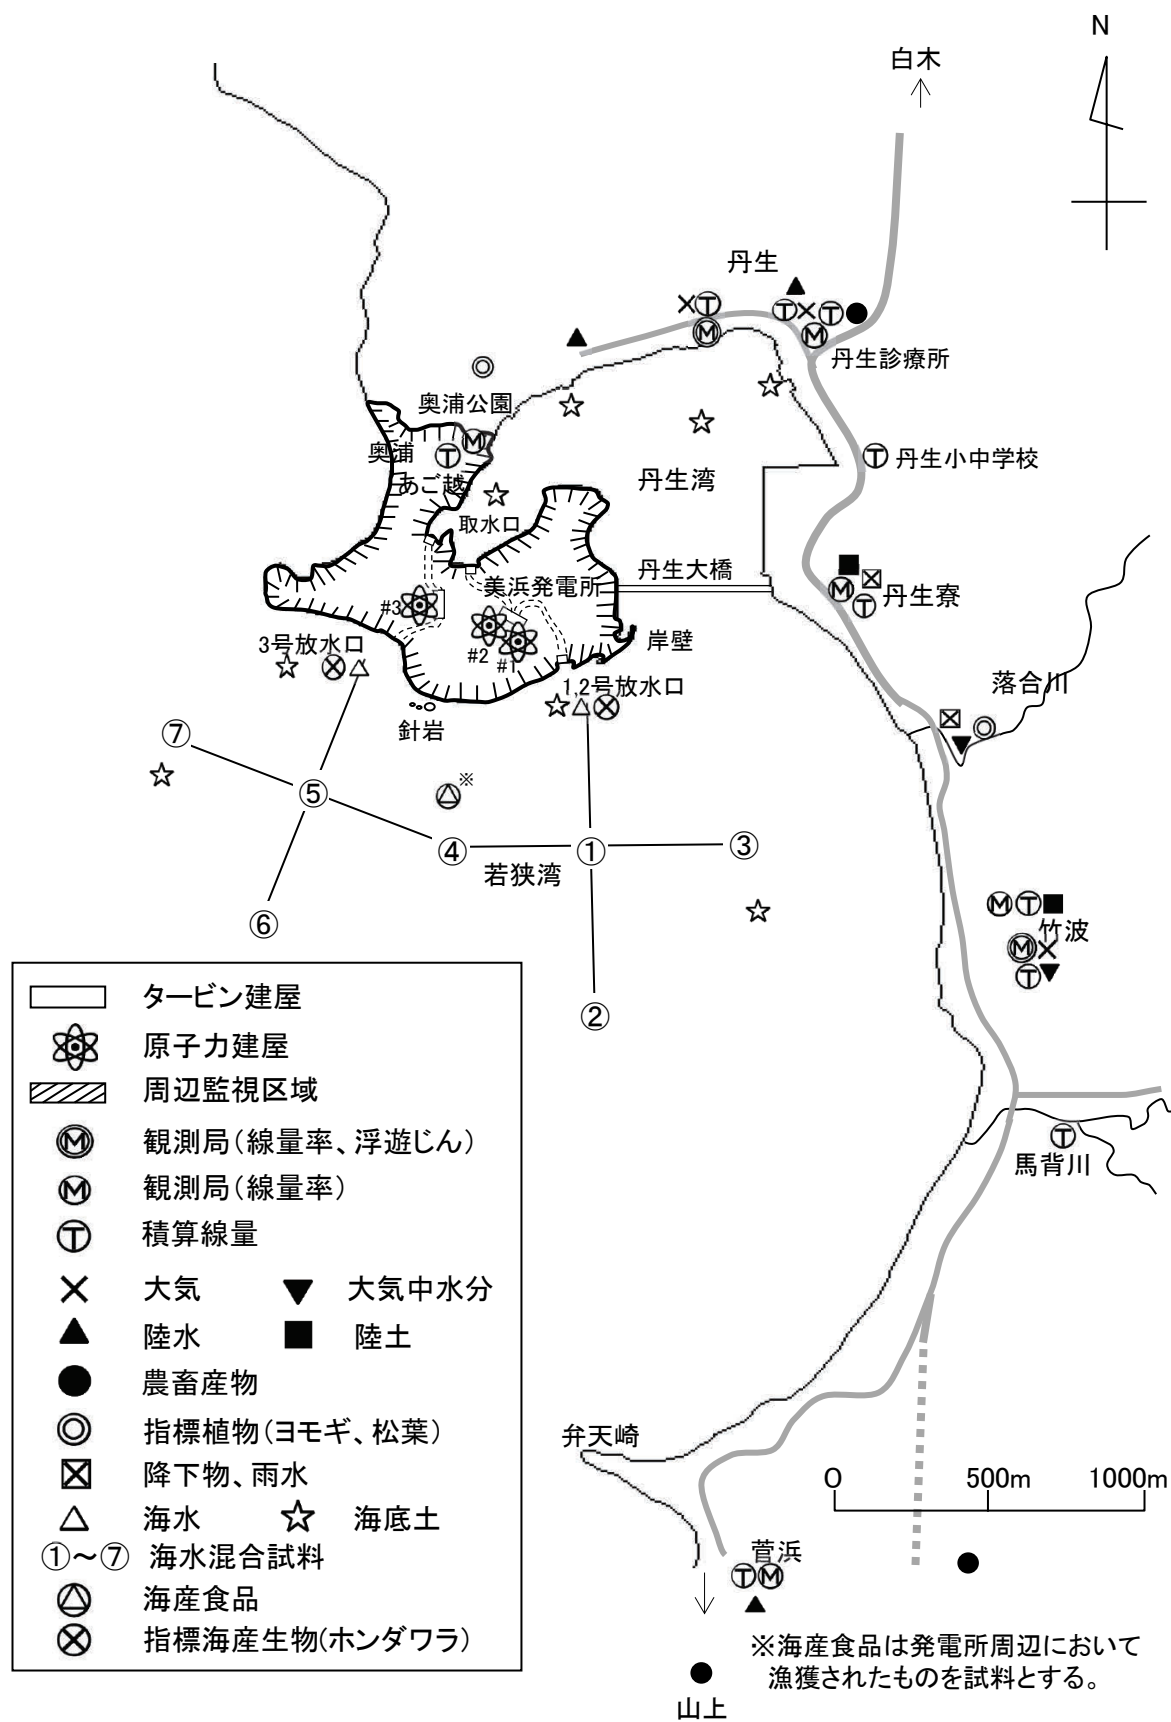 N
白木
丹生
T
T
T
M
M
丹生診療所
奥浦公園
M
奥浦
T
あご越
丹生湾
T
丹生小中学校
取水口
美浜発電所
丹生大橋
M
T
丹生寮
#3
#2
#1
3号放水口
岸壁
1,2号放水口
落合川
針岩
⑦
⑤
※
④
①
③
若狭湾
⑥
②
M
T
竹波
M
T
T
馬背川
タービン建屋
原子力建屋
周辺監視区域
M 観測局(線量率、浮遊じん)
M 観測局(線量率)
T 積算線量
大気 大気中水分
陸水 陸土
農畜産物
指標植物(ヨモギ、松葉)
降下物、雨水
海水 海底土
①～⑦ 海水混合試料
海産食品
指標海産生物(ホンダワラ)
弁天崎
O 500m 1000m
菅浜
T M
山上
※海産食品は発電所周辺において
漁獲されたものを試料とする。